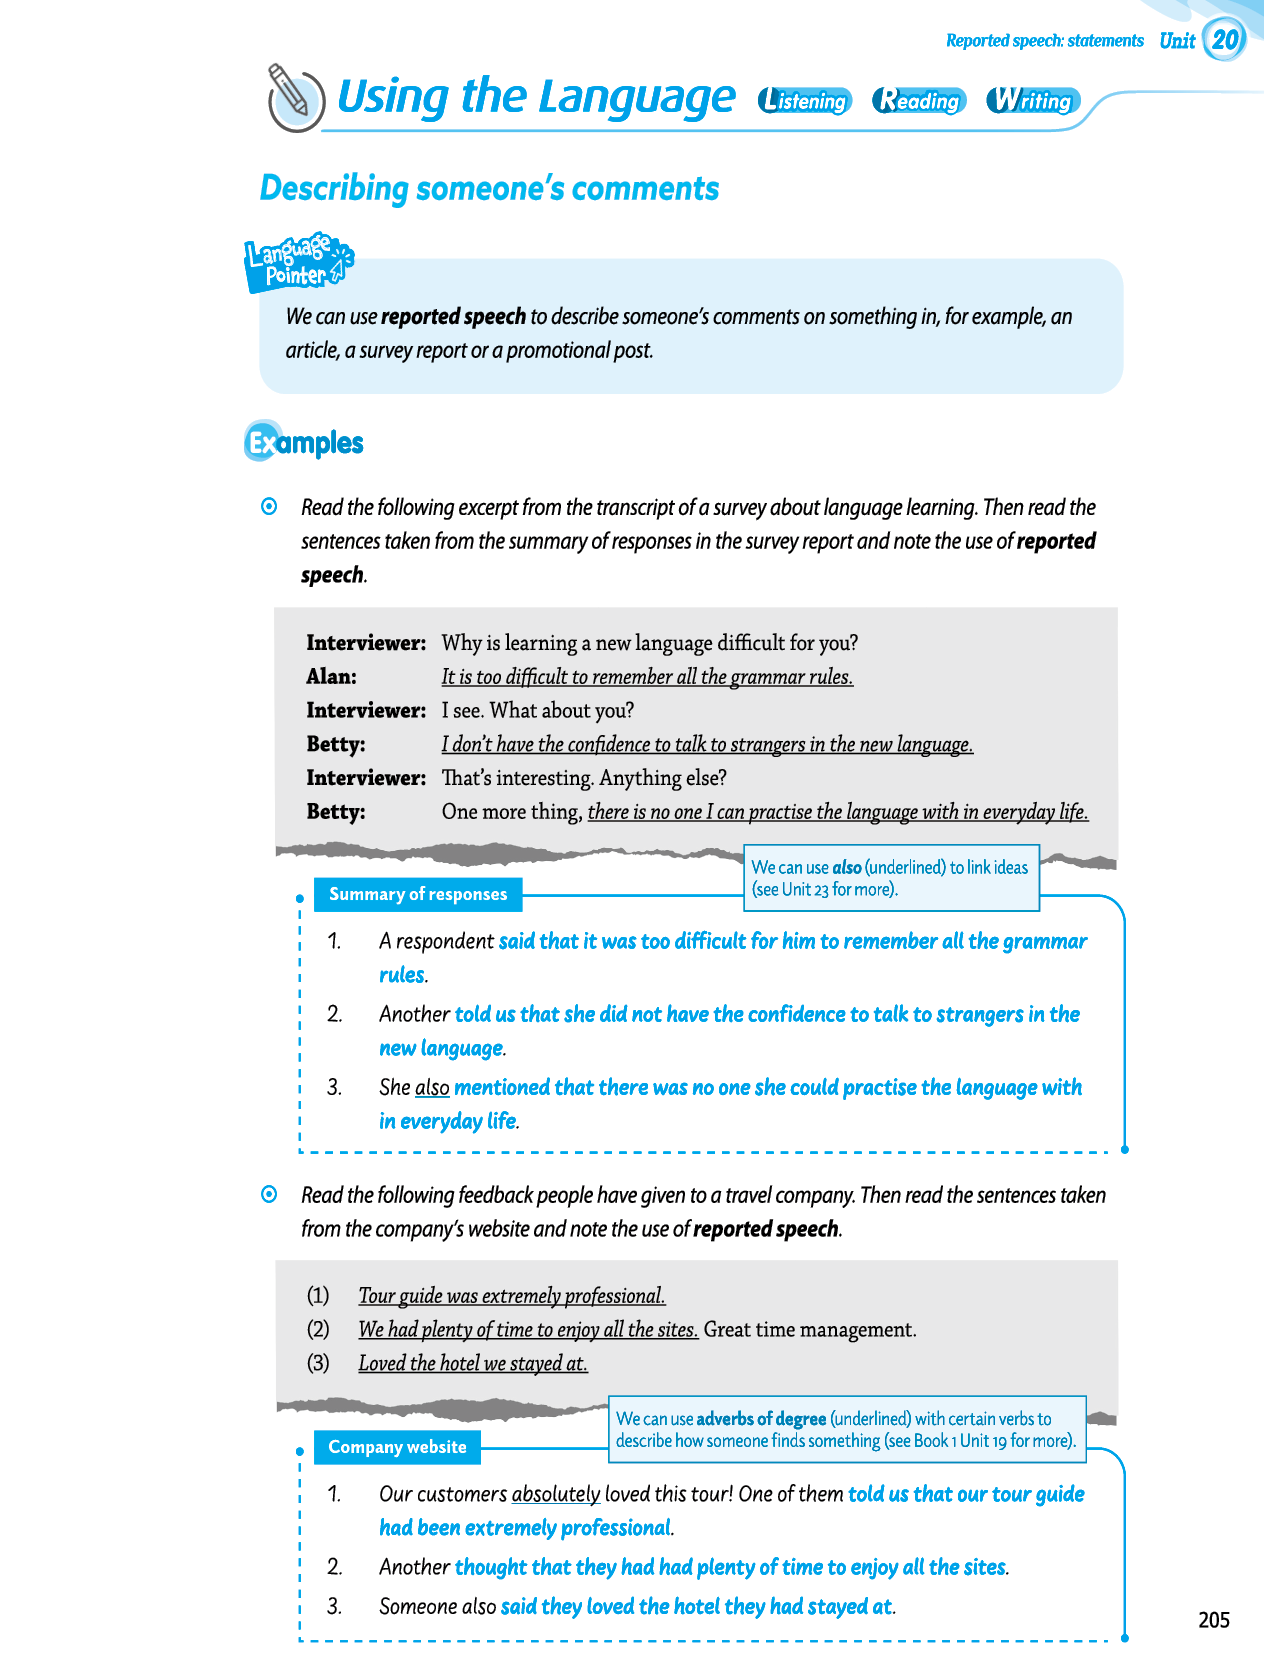 Reported speech: statements Unit 20
Using the Language Listening Reading Writing
Describing someone's comments
Language
Pointer
We can use reported speech to describe someone's comments on something in, for example, an
article, a survey report or a promotional post.
Examples
Read the following excerpt from the transcript of a survey about language learning. Then read the
sentences taken from the summary of responses in the survey report and note the use of reported
speech.
Interviewer: Why is learning a new language difficult for you?
Alan: It is too difficult to remember all the grammar rules.
Interviewer: I see. What about you?
Betty: I don't have the confidence to talk to strangers in the new language.
Interviewer: That's interesting. Anything else?
Betty: One more thing, there is no one I can practise the language with in everyday life.
We can use also (underlined) to link ideas
(see Unit 23 for more).
Summary of responses
1. A respondent said that it was too difficult for him to remember all the grammar
rules.
2. Another told us that she did not have the confidence to talk to strangers in the
new language.
3. She also mentioned that there was no one she could practise the language with
in everyday life.
Read the following feedback people have given to a travel company. Then read the sentences taken
from the company's website and note the use of reported speech.
(1) Tour guide was extremely professional.
(2) We had plenty of time to enjoy all the sites. Great time management.
(3) Loved the hotel we stayed at.
We can use adverbs of degree (underlined) with certain verbs to
describe how someone finds something (see Book 1 Unit 19 for more).
Company website
1. Our customers absolutely loved this tour! One of them told us that our tour guide
had been extremely professional.
2. Another thought that they had had plenty of time to enjoy all the sites.
3. Someone also said they loved the hotel they had stayed at.
205